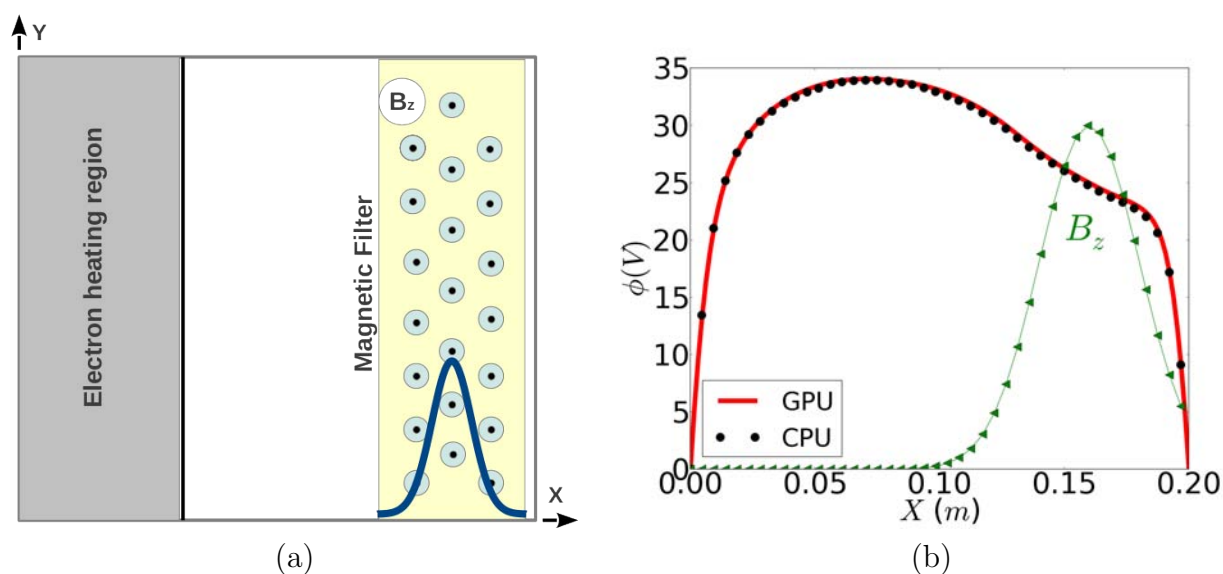 Y
Electron heating region
Magnetic Filter
Bz
X
(a)
35
30
25
20
15
10
5
0
ϕ(V)
Bz
GPU
CPU
0.00 0.05 0.10 0.15 0.20
X (m)
(b)